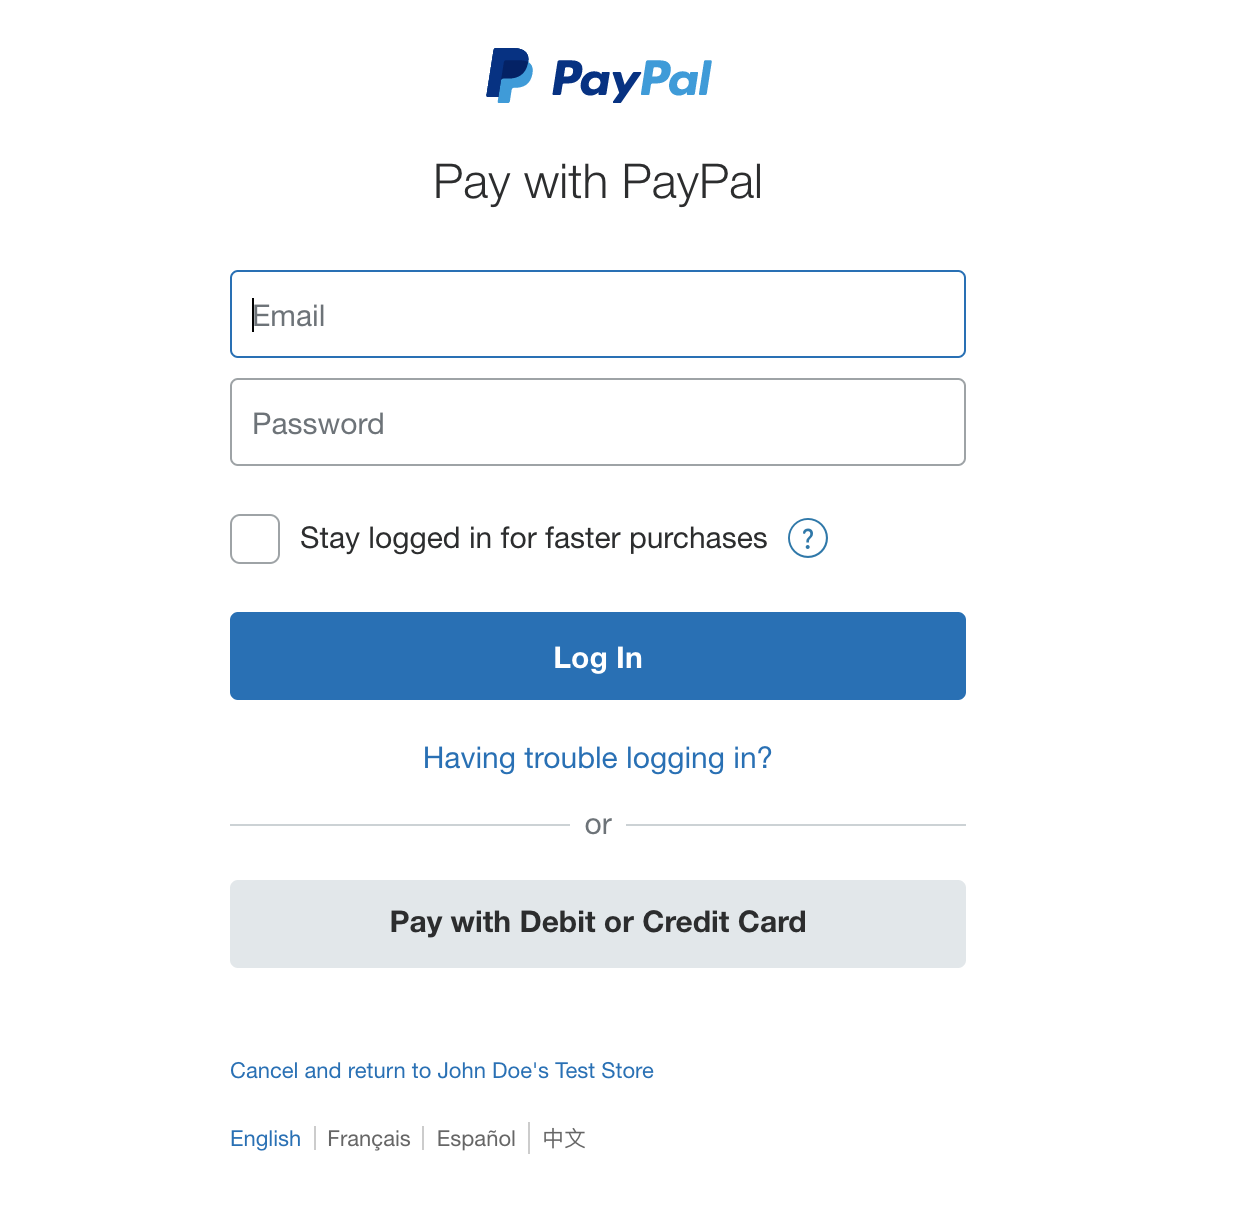 PayPal
Pay with PayPal
Email
Password
Stay logged in for faster purchases ?
Log In
Having trouble logging in?
or
Pay with Debit or Credit Card
Cancel and return to John Doe's Test Store
English | Français | Español | 中文